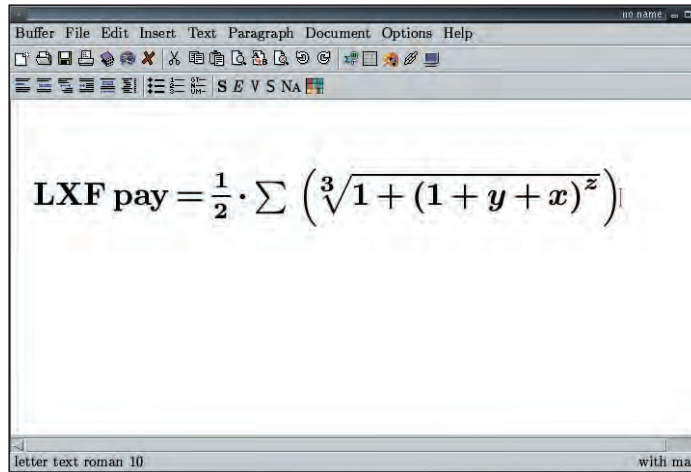 no name
Buffer File Edit Insert Text Paragraph Document Options Help
S E V S NA
LXF pay = 1/2 · ∑ (∛(1 + (1 + y + x)^z))
letter text roman 10
with ma